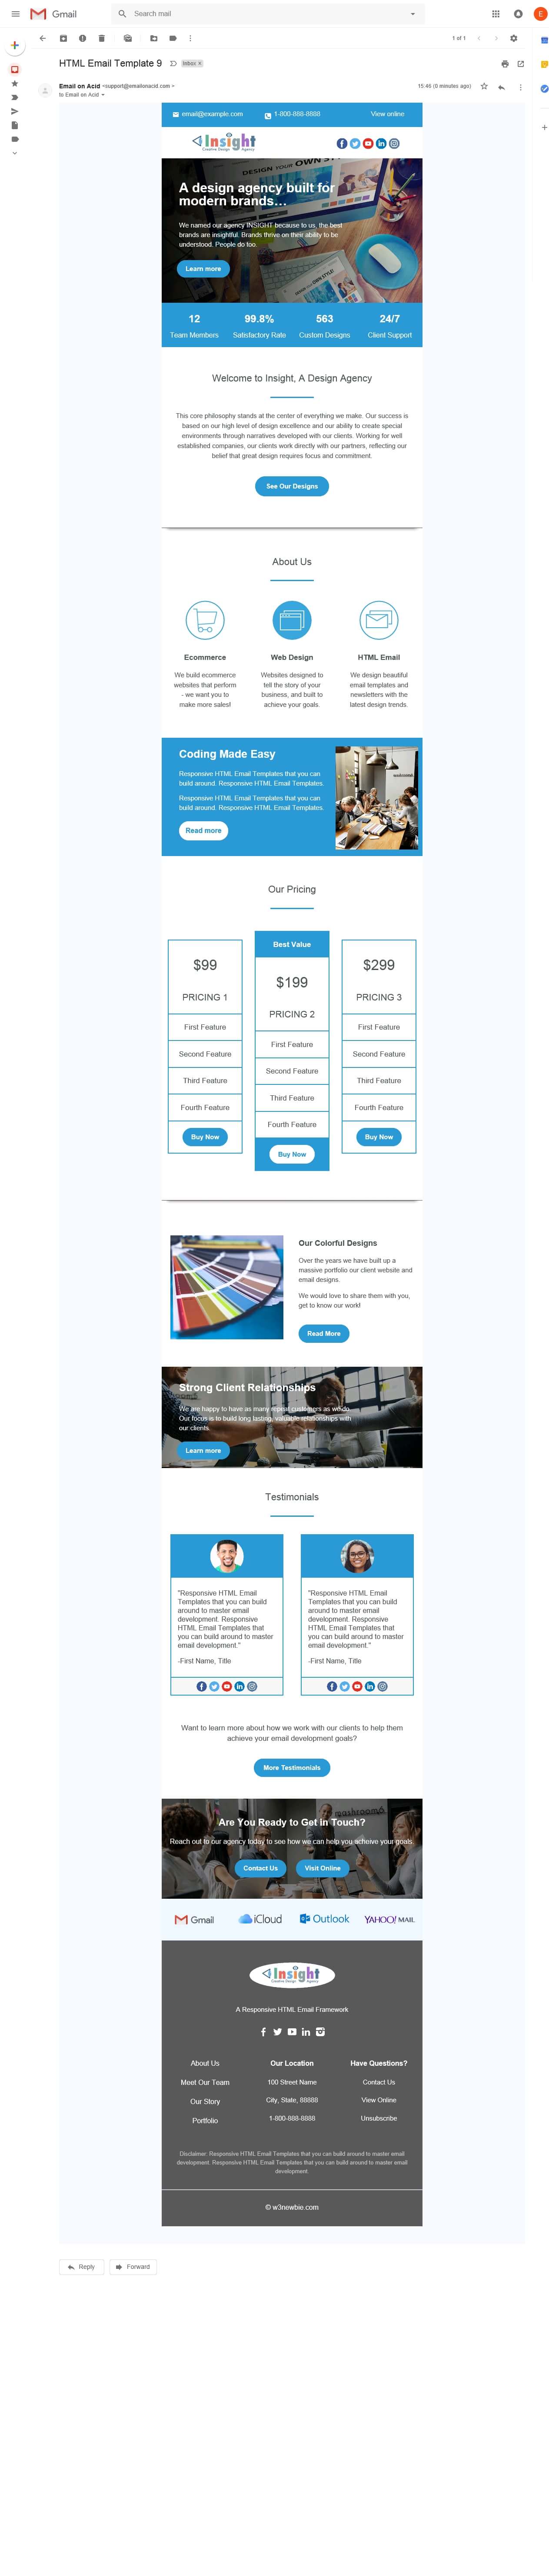 Gmail
Search mail
E
1 of 1
HTML Email Template 9
Inbox x
Email on Acid <support@emailonacid.com >
15:46 (0 minutes ago)
to Email on Acid
email@example.com
1-800-888-8888
View online
Insight
Creative Design Agency
A design agency built for
modern brands...
We named our agency INSIGHT because to us, the best
brands are insightful. Brands thrive on their ability to be
understood. People do too.
Learn more
12
99.8%
563
24/7
Team Members
Satisfactory Rate
Custom Designs
Client Support
Welcome to Insight, A Design Agency
This core philosophy stands at the center of everything we make. Our success is
based on our high level of design excellence and our ability to create special
environments through narratives developed with our clients. Working for well
established companies, our clients work directly with our partners, reflecting our
belief that great design requires focus and commitment.
See Our Designs
About Us
Ecommerce
We build ecommerce
websites that perform
- we want you to
make more sales!
Web Design
Websites designed to
tell the story of your
business, and built to
achieve your goals.
HTML Email
We design beautiful
email templates and
newsletters with the
latest design trends.
Coding Made Easy
Responsive HTML Email Templates that you can
build around. Responsive HTML Email Templates.
Responsive HTML Email Templates that you can
build around. Responsive HTML Email Templates.
Read more
Our Pricing
$99
PRICING 1
First Feature
Second Feature
Third Feature
Fourth Feature
Buy Now
Best Value
$199
PRICING 2
First Feature
Second Feature
Third Feature
Fourth Feature
Buy Now
$299
PRICING 3
First Feature
Second Feature
Third Feature
Fourth Feature
Buy Now
Our Colorful Designs
Over the years we have built up a
massive portfolio our client website and
email designs.
We would love to share them with you,
get to know our work!
Read More
Strong Client Relationships
We are happy to have as many repeat customers as we do.
Our focus is to build long lasting, valuable relationships with
our clients.
Learn more
Testimonials
"Responsive HTML Email
Templates that you can build
around to master email
development. Responsive
HTML Email Templates that
you can build around to master
email development."
-First Name, Title
"Responsive HTML Email
Templates that you can build
around to master email
development. Responsive
HTML Email Templates that
you can build around to master
email development."
-First Name, Title
Want to learn more about how we work with our clients to help them
achieve your email development goals?
More Testimonials
Are You Ready to Get in Touch?
Reach out to our agency today to see how we can help you acheive your goals.
Contact Us
Visit Online
Gmail
iCloud
Outlook
YAHOO! MAIL
Insight
Creative Design Agency
A Responsive HTML Email Framework
About Us
Meet Our Team
Our Story
Portfolio
Our Location
100 Street Name
City, State, 88888
1-800-888-8888
Have Questions?
Contact Us
View Online
Unsubscribe
Disclaimer: Responsive HTML Email Templates that you can build around to master email
development. Responsive HTML Email Templates that you can build around to master email
development.
© w3newbie.com
Reply
Forward